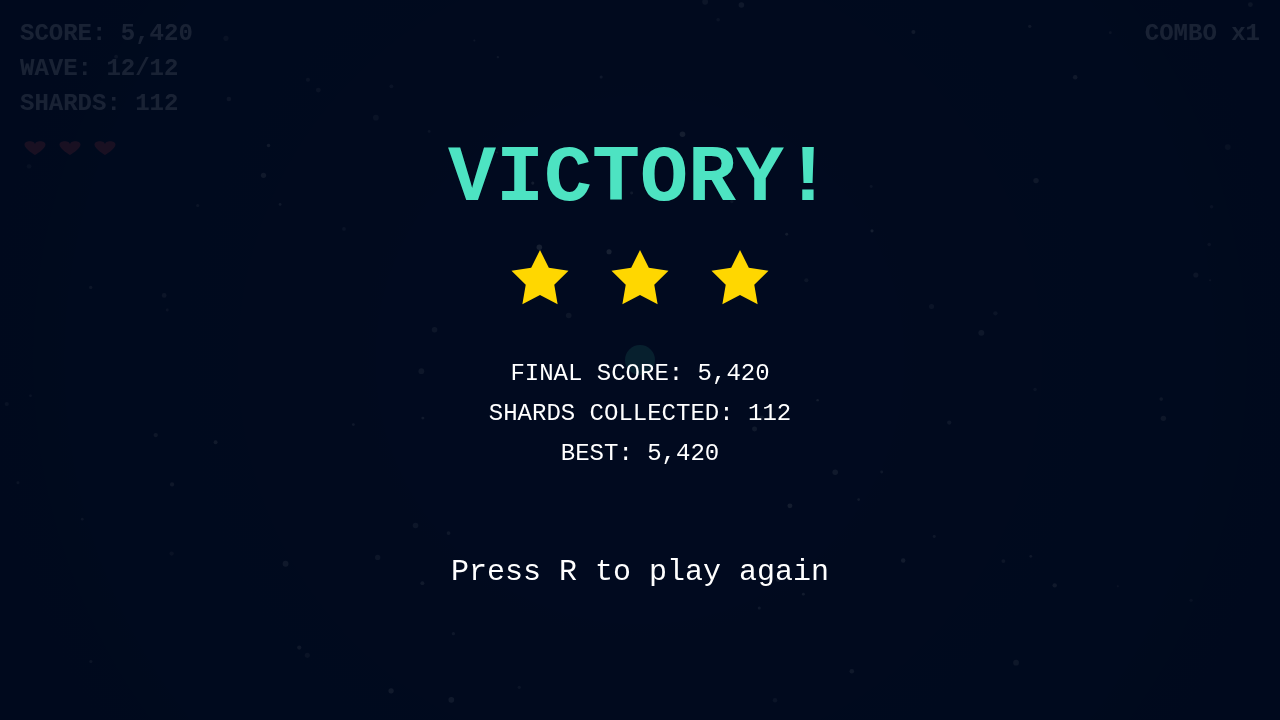 SCORE: 5,420
COMBO x1
WAVE: 12/12
SHARDS: 112
VICTORY!
FINAL SCORE: 5,420
SHARDS COLLECTED: 112
BEST: 5,420
Press R to play again